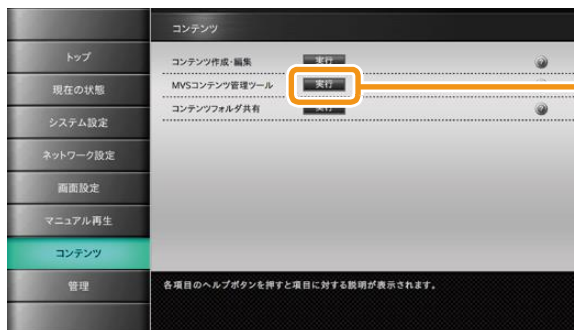 コンテンツ
トップ
現在の状態
システム設定
ネットワーク設定
画面設定
マニュアル再生
コンテンツ
管理
コンテンツ作成・編集 実行
MVSコンテンツ管理ツール 実行
コンテンツフォルダ共有 実行
各項目のヘルプボタンを押すと項目に対する説明が表示されます。